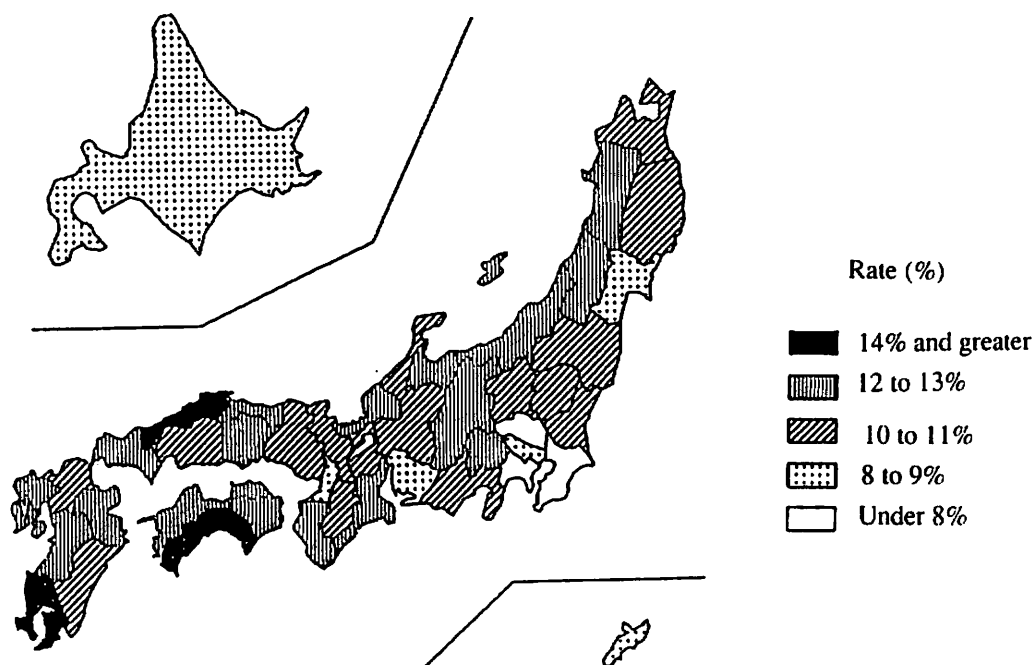 Rate (%)
14% and greater
12 to 13%
10 to 11%
8 to 9%
Under 8%